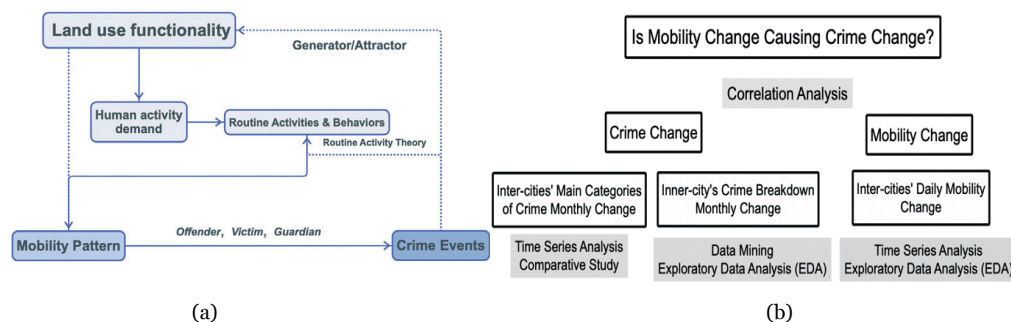 Land use functionality
Generator/Attractor
Human activity
demand
Routine Activities & Behaviors
Routine Activity Theory
Mobility Pattern
Offender, Victim, Guardian
Crime Events
(a)
Is Mobility Change Causing Crime Change?
Correlation Analysis
Crime Change
Mobility Change
Inter-cities' Main Categories
of Crime Monthly Change
Inner-city's Crime Breakdown
Monthly Change
Inter-cities' Daily Mobility
Change
Time Series Analysis
Comparative Study
Data Mining
Exploratory Data Analysis (EDA)
Time Series Analysis
Exploratory Data Analysis (EDA)
(b)